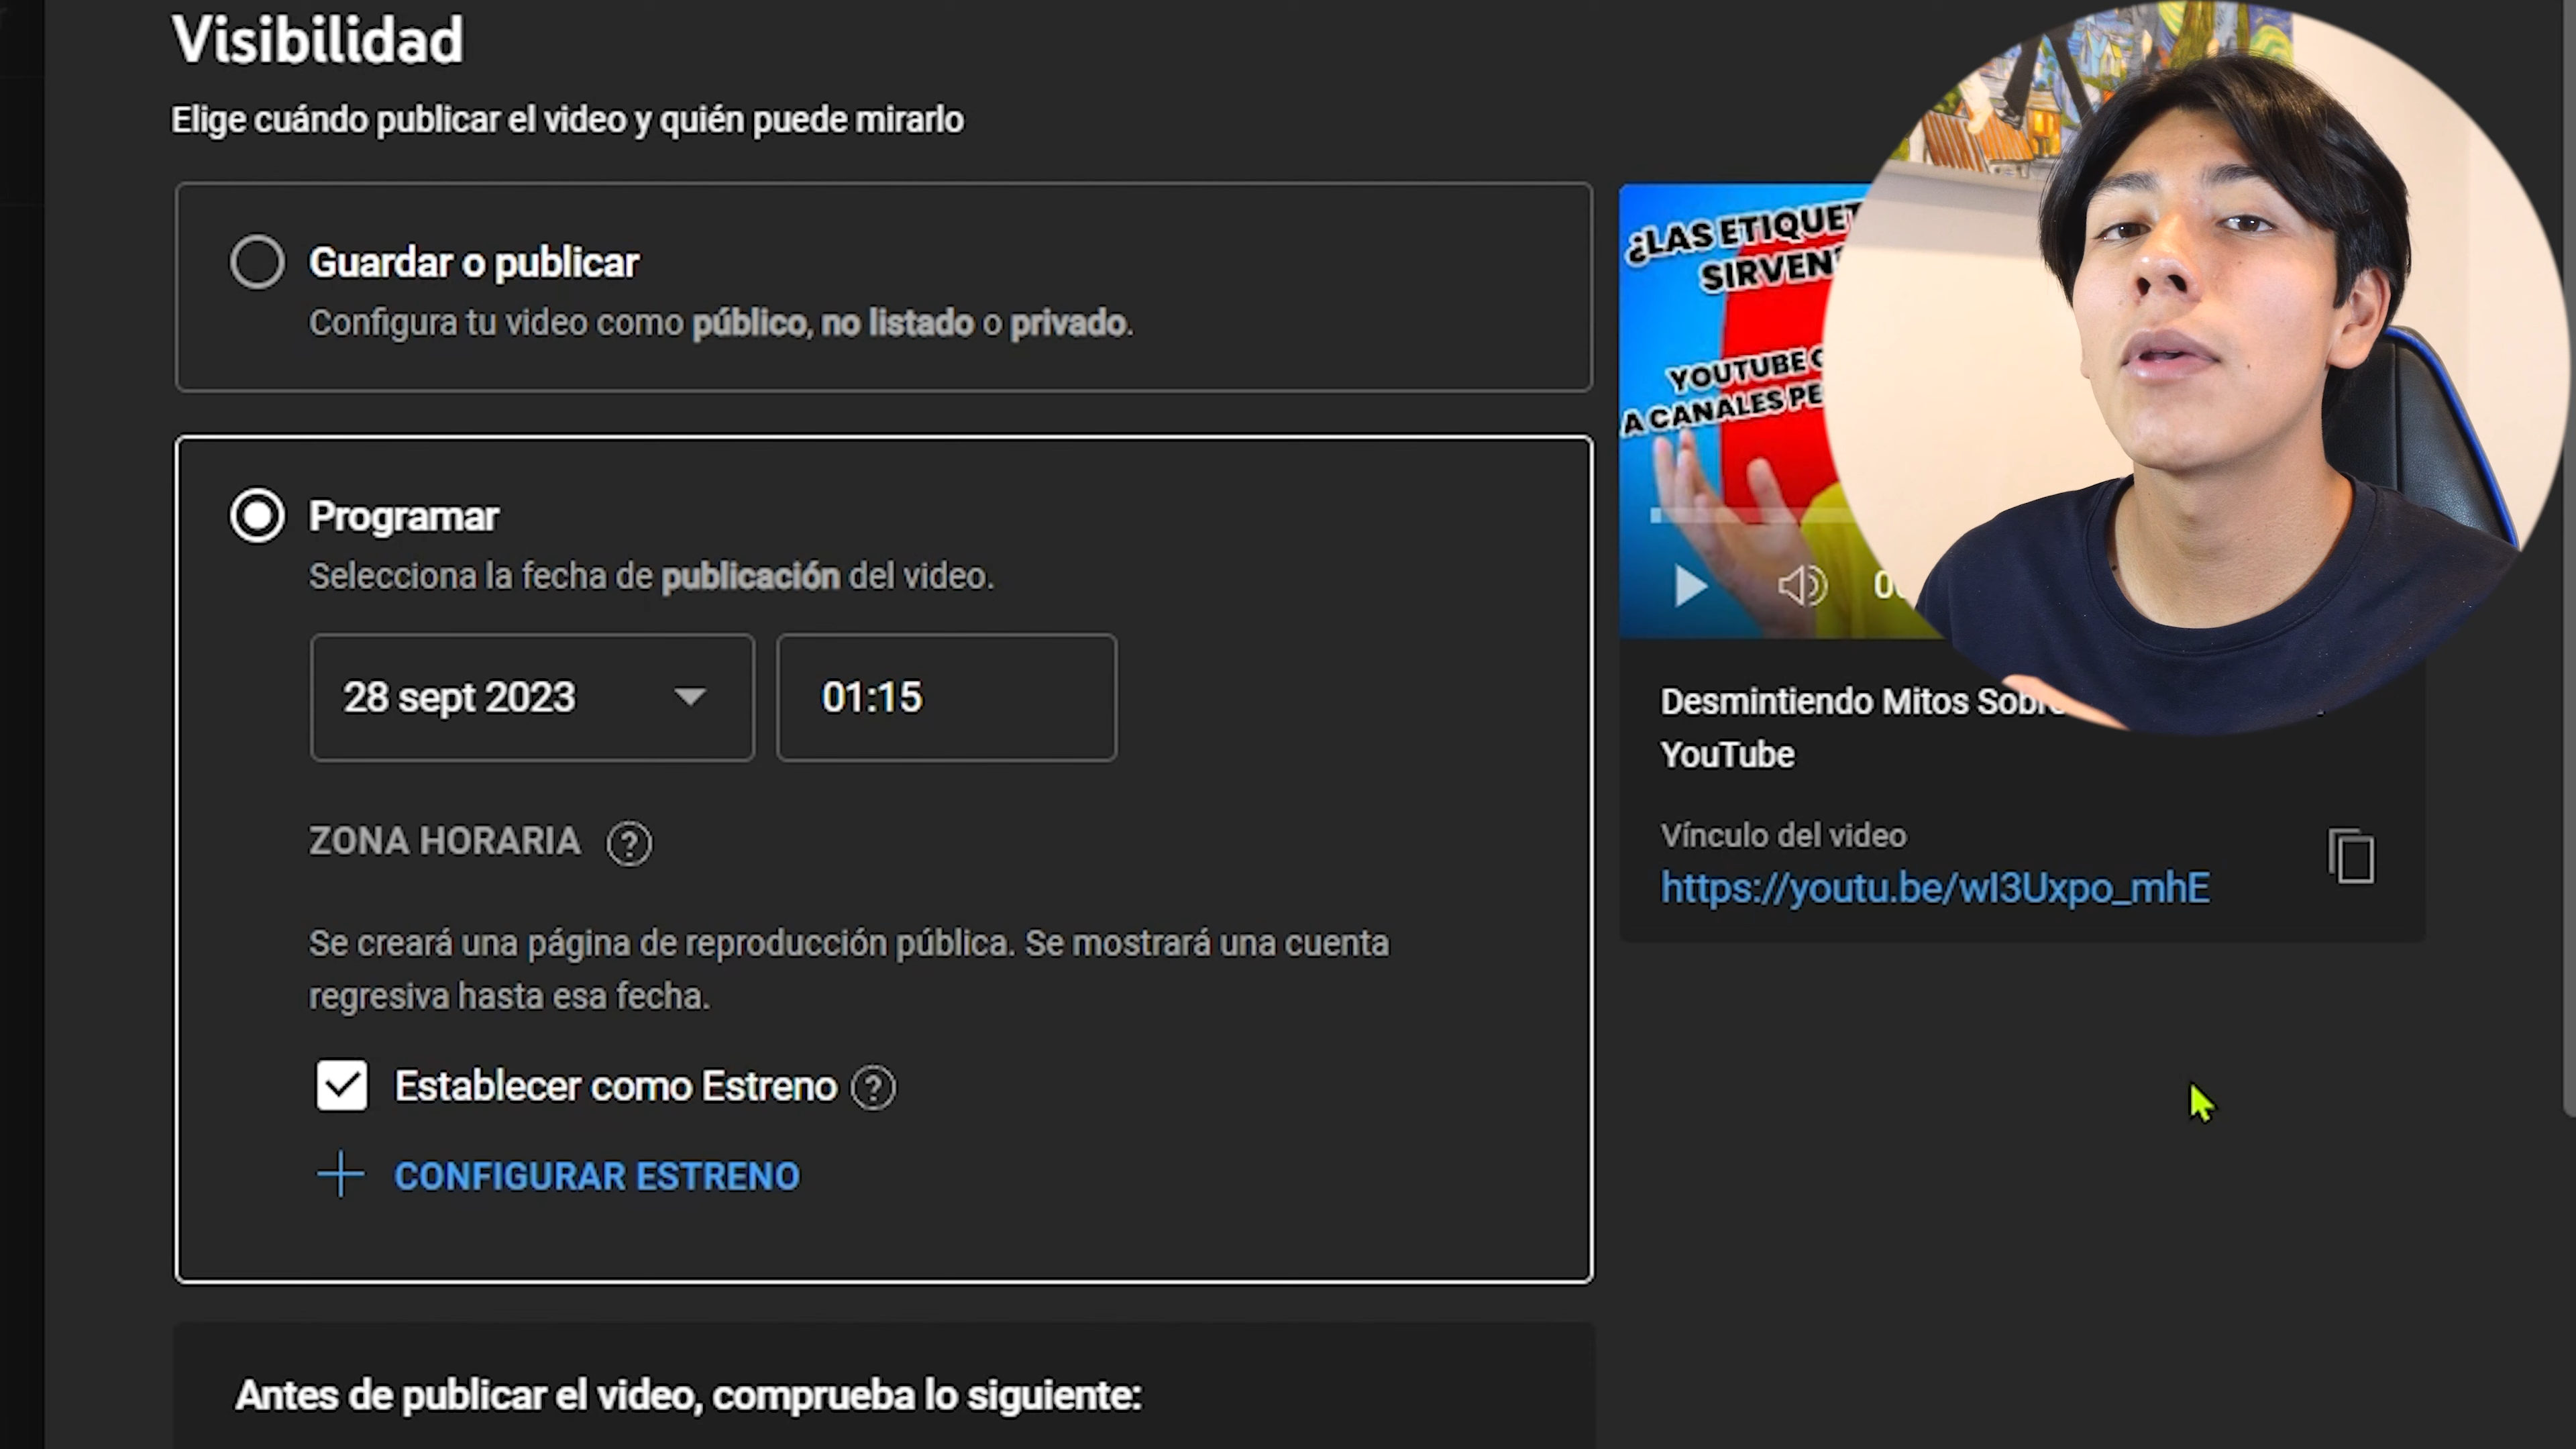 Visibilidad
Elige cuándo publicar el video y quién puede mirarlo
Guardar o publicar
Configura tu video como público, no listado o privado.
Programar
Selecciona la fecha de publicación del video.
28 sept 2023
01:15
ZONA HORARIA ?
Se creará una página de reproducción pública. Se mostrará una cuenta
regresiva hasta esa fecha.
Establecer como Estreno ?
+ CONFIGURAR ESTRENO
Antes de publicar el video, comprueba lo siguiente:
¿LAS
SIRVEN?
YOUTUBE
A CANALES
Desmintiendo Mitos Sobre
YouTube
Vínculo del video
https://youtu.be/wI3Uxpo_mhE